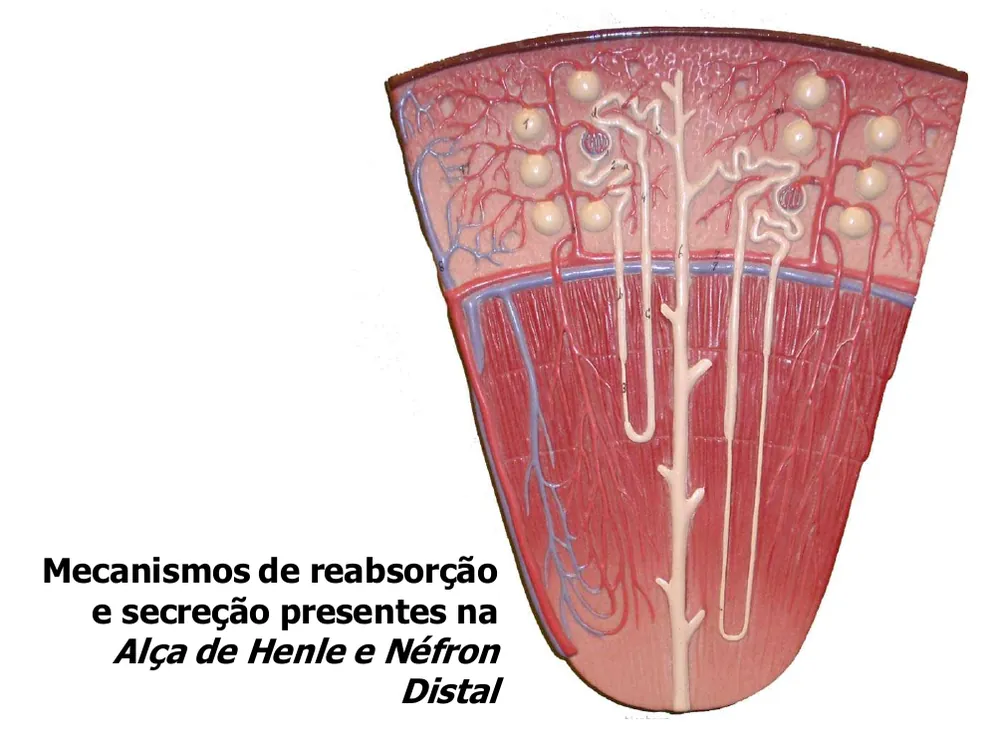 Mecanismos de reabsorção
e secreção presentes na
Alça de Henle e Néfron
Distal